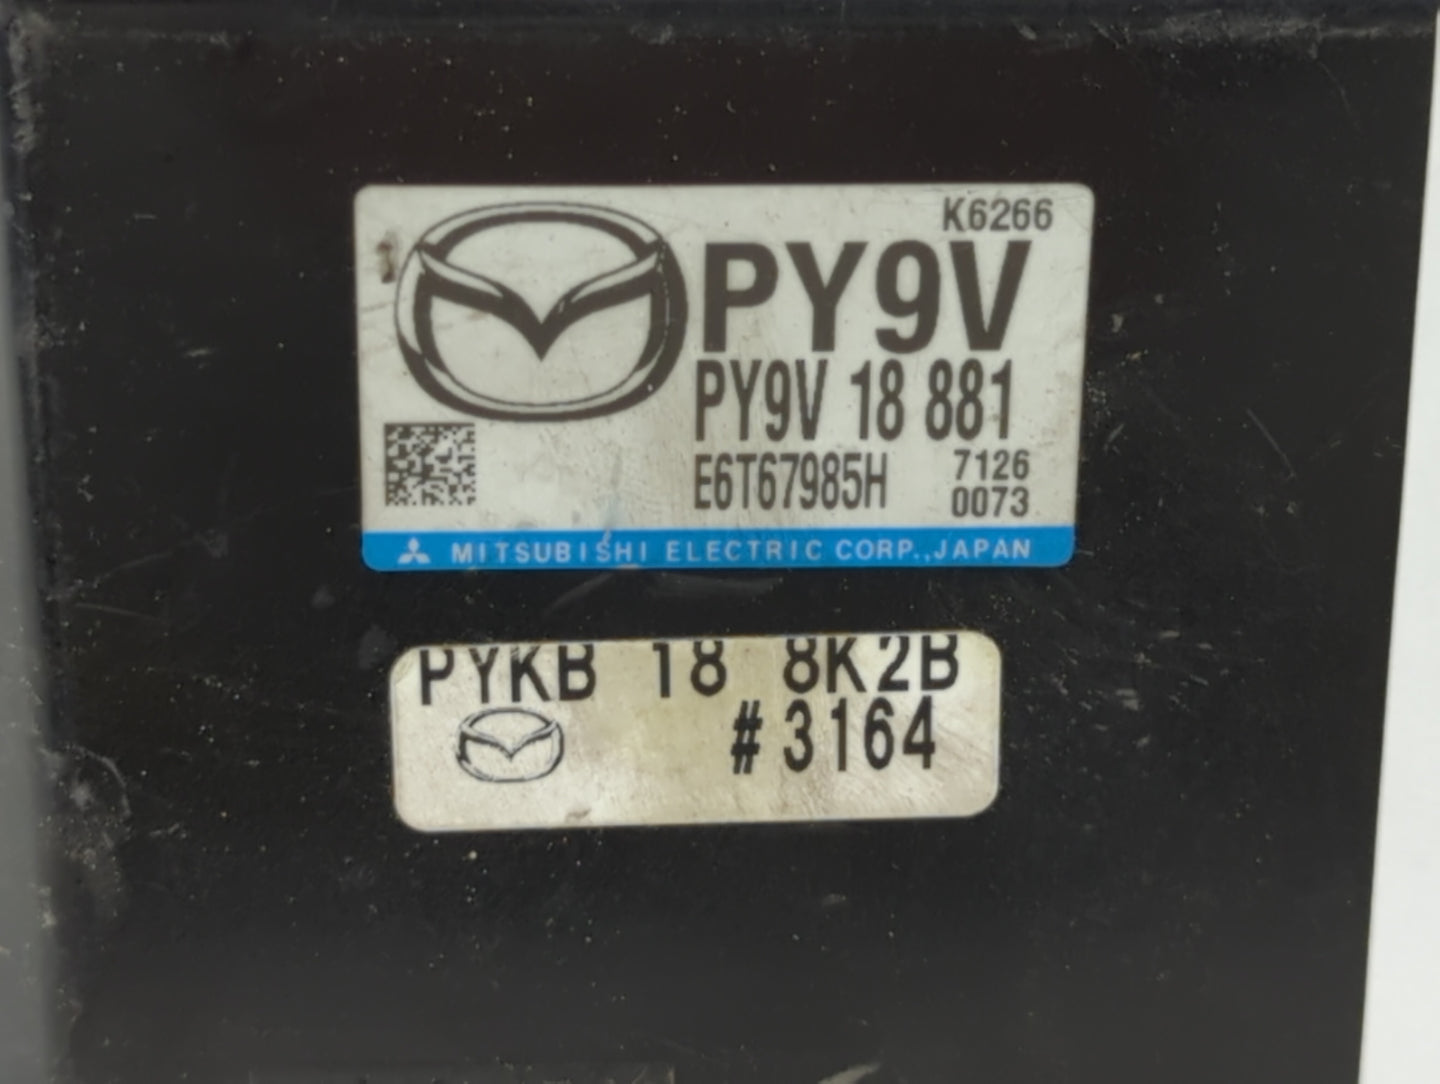 K6266
PY9V
PY9V 18 881
E6T67985H 7126
0073
MITSUBISHI ELECTRIC CORP.,JAPAN
PYKB 18 8K2B
#3164